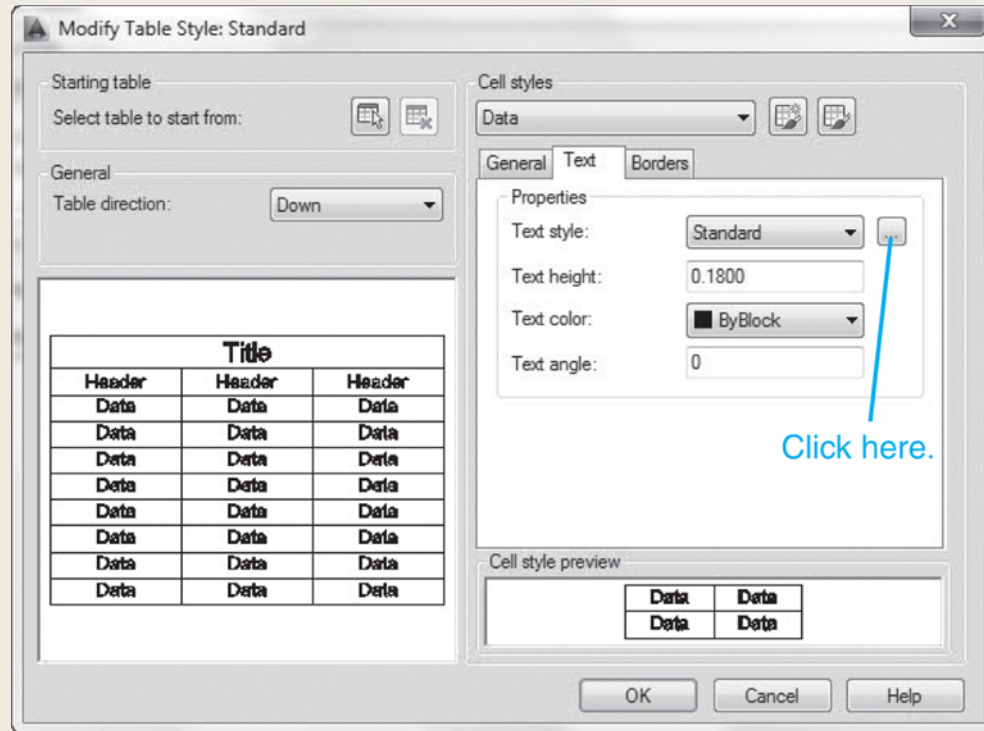 Modify Table Style: Standard
x
Starting table
Select table to start from:
General
Table direction: Down
Title
Header Header Header
Data Data Data
Data Data Data
Data Data Data
Data Data Data
Data Data Data
Data Data Data
Data Data Data
Data Data Data
Cell styles
Data
General Text Borders
Properties
Text style: Standard ...
Text height: 0.1800
Text color: ByBlock
Text angle: 0
Click here.
Cell style preview
Data Data
Data Data
OK Cancel Help